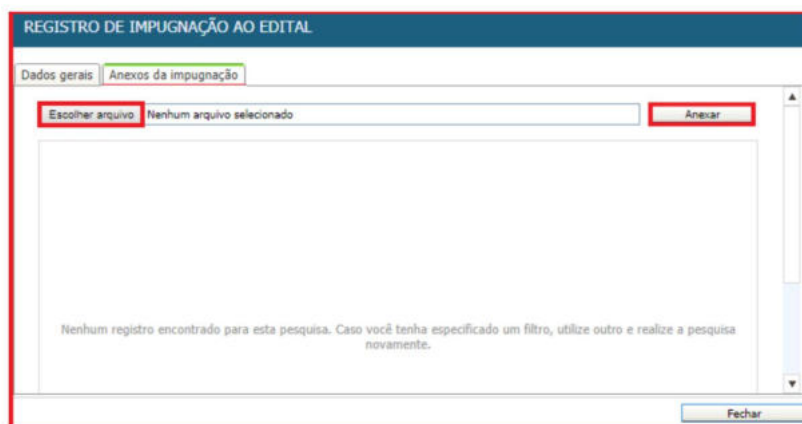 REGISTRO DE IMPUGNAÇÃO AO EDITAL
Dados gerais Anexos da impugnação
Escolher arquivo Nenhum arquivo selecionado Anexar
Nenhum registro encontrado para esta pesquisa. Caso você tenha especificado um filtro, utilize outro e realize a pesquisa
novamente.
Fechar